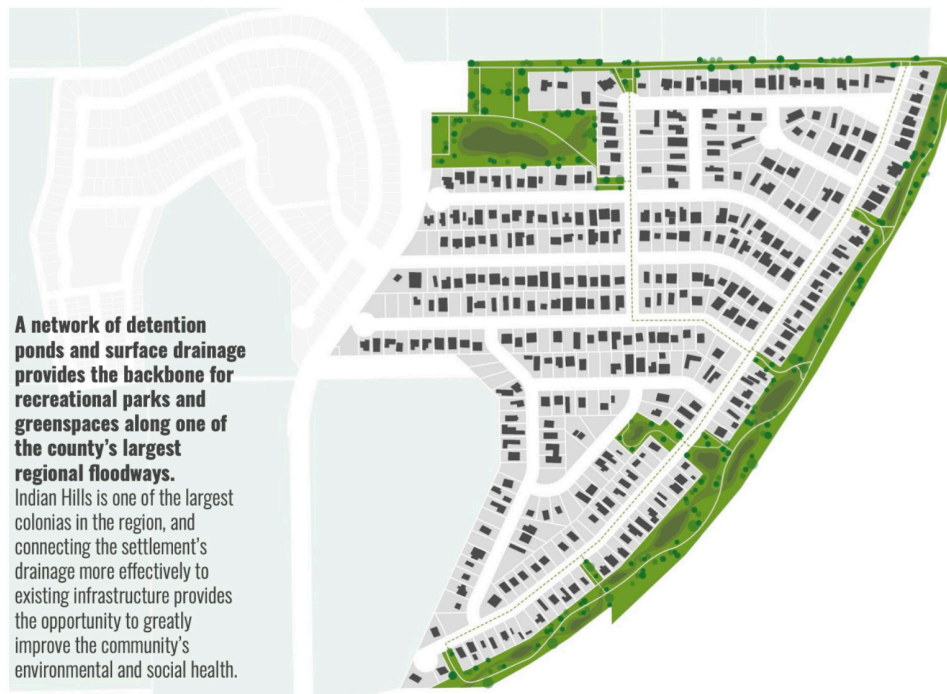 A network of detention
ponds and surface drainage
provides the backbone for
recreational parks and
greenspaces along one of
the county’s largest
regional floodways.
Indian Hills is one of the largest
colonias in the region, and
connecting the settlement’s
drainage more effectively to
existing infrastructure provides
the opportunity to greatly
improve the community’s
environmental and social health.